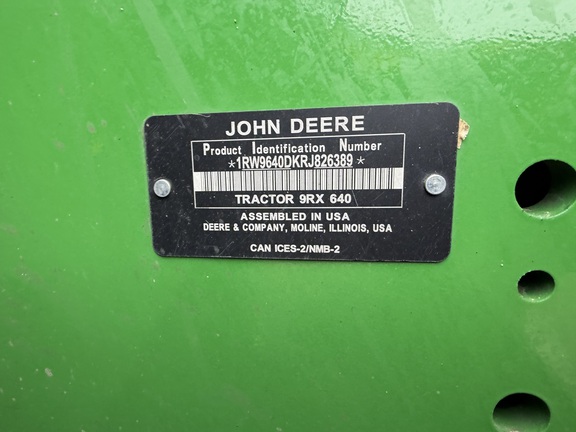 JOHN DEERE
Product Identification Number
*1RW9640DKRJ826389*
TRACTOR 9RX 640
ASSEMBLED IN USA
DEERE & COMPANY, MOLINE, ILLINOIS, USA
CAN ICES-2/NMB-2